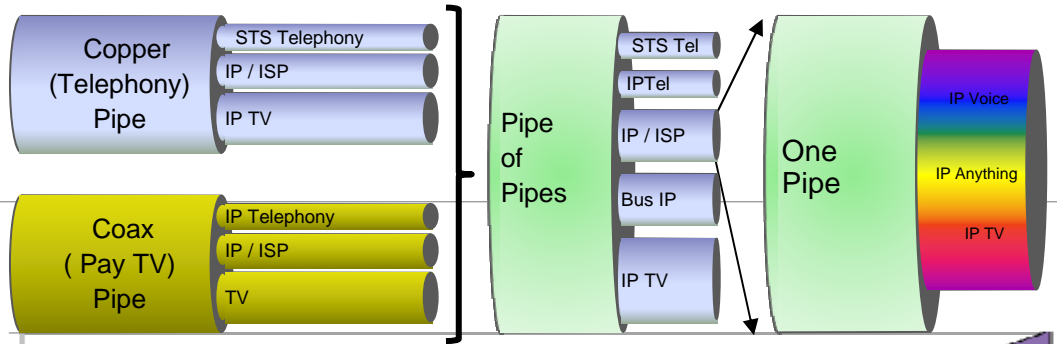 Copper
(Telephony)
Pipe
STS Telephony
IP / ISP
IP TV
Coax
( Pay TV)
Pipe
IP Telephony
IP / ISP
TV
Pipe
of
Pipes
STS Tel
IPTel
IP / ISP
Bus IP
IP TV
One
Pipe
IP Voice
IP Anything
IP TV